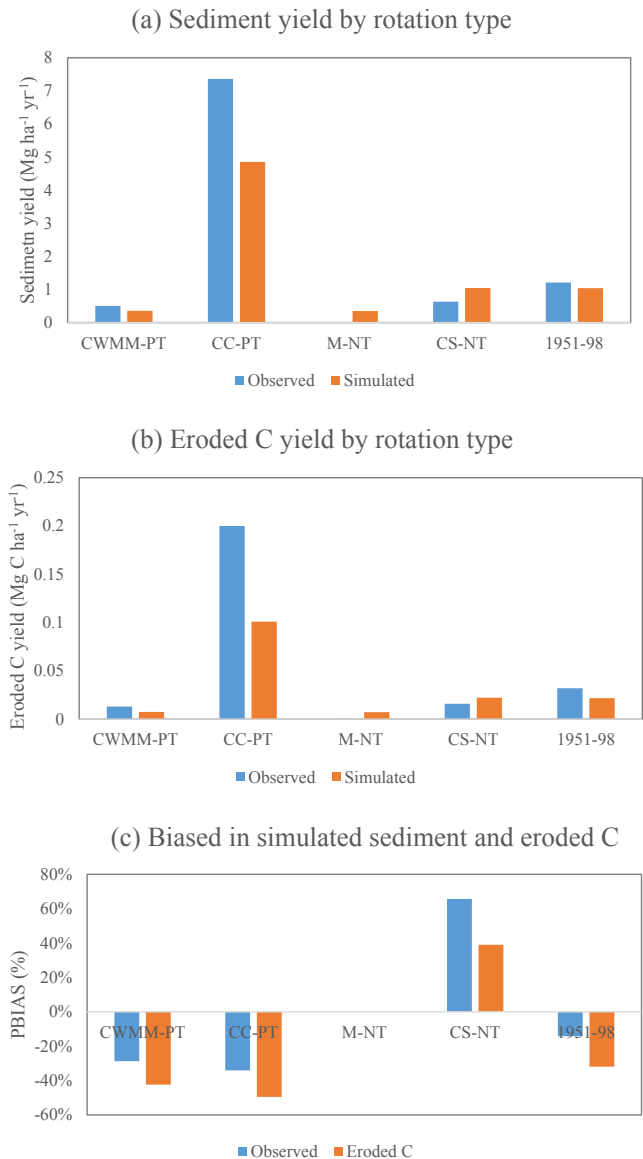 (a) Sediment yield by rotation type
Sedimetn yield (Mg ha⁻¹ yr⁻¹)
8
7
6
5
4
3
2
1
0
CWMM-PT CC-PT M-NT CS-NT 1951-98
Observed Simulated
(b) Eroded C yield by rotation type
Eroded C yield (Mg C ha⁻¹ yr⁻¹)
0.25
0.2
0.15
0.1
0.05
0
CWMM-PT CC-PT M-NT CS-NT 1951-98
Observed Simulated
(c) Biased in simulated sediment and eroded C
PBIAS (%)
80%
60%
40%
20%
0%
-20%
-40%
-60%
CWMM-PT CC-PT M-NT CS-NT 1951-98
Observed Eroded C